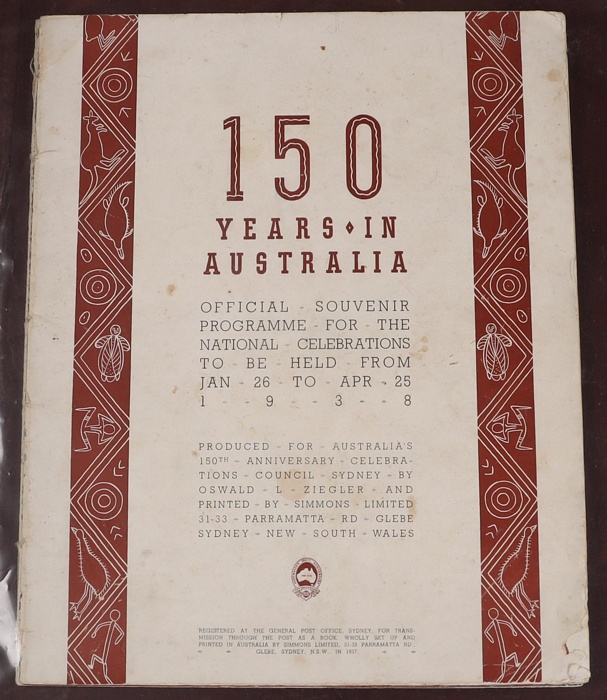 150
YEARS ⬧ IN
AUSTRALIA
OFFICIAL - SOUVENIR
PROGRAMME - FOR - THE
NATIONAL - CELEBRATIONS
TO - BE - HELD - FROM
JAN - 26 - TO - APR - 25
1 - - 9 - - 3 - - 8
PRODUCED - FOR - AUSTRALIA'S
150TH - ANNIVERSARY - CELEBRA-
TIONS - COUNCIL - SYDNEY - BY
OSWALD - L - ZIEGLER - AND
PRINTED - BY - SIMMONS - LIMITED
31-33 - PARRAMATTA - RD - GLEBE
SYDNEY - NEW - SOUTH - WALES
REGISTERED AT THE GENERAL POST OFFICE, SYDNEY, FOR TRANS-
MISSION THROUGH THE POST AS A BOOK. WHOLLY SET UP AND
PRINTED IN AUSTRALIA BY SIMMONS LIMITED, 31-33 PARRAMATTA RD.,
GLEBE, SYDNEY, N.S.W. IN 1937.